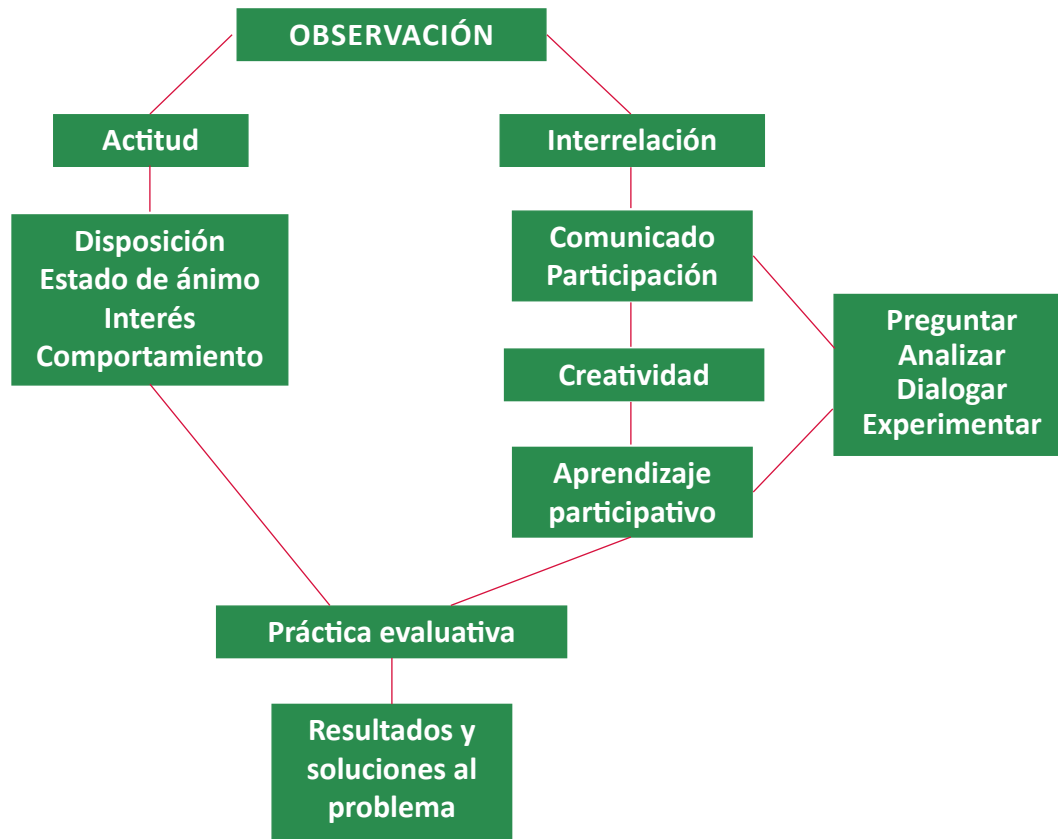 OBSERVACIÓN
Actitud
Interrelación
Disposición
Estado de ánimo
Interés
Comportamiento
Comunicado
Participación
Preguntar
Analizar
Dialogar
Experimentar
Creatividad
Aprendizaje
participativo
Práctica evaluativa
Resultados y
soluciones al
problema